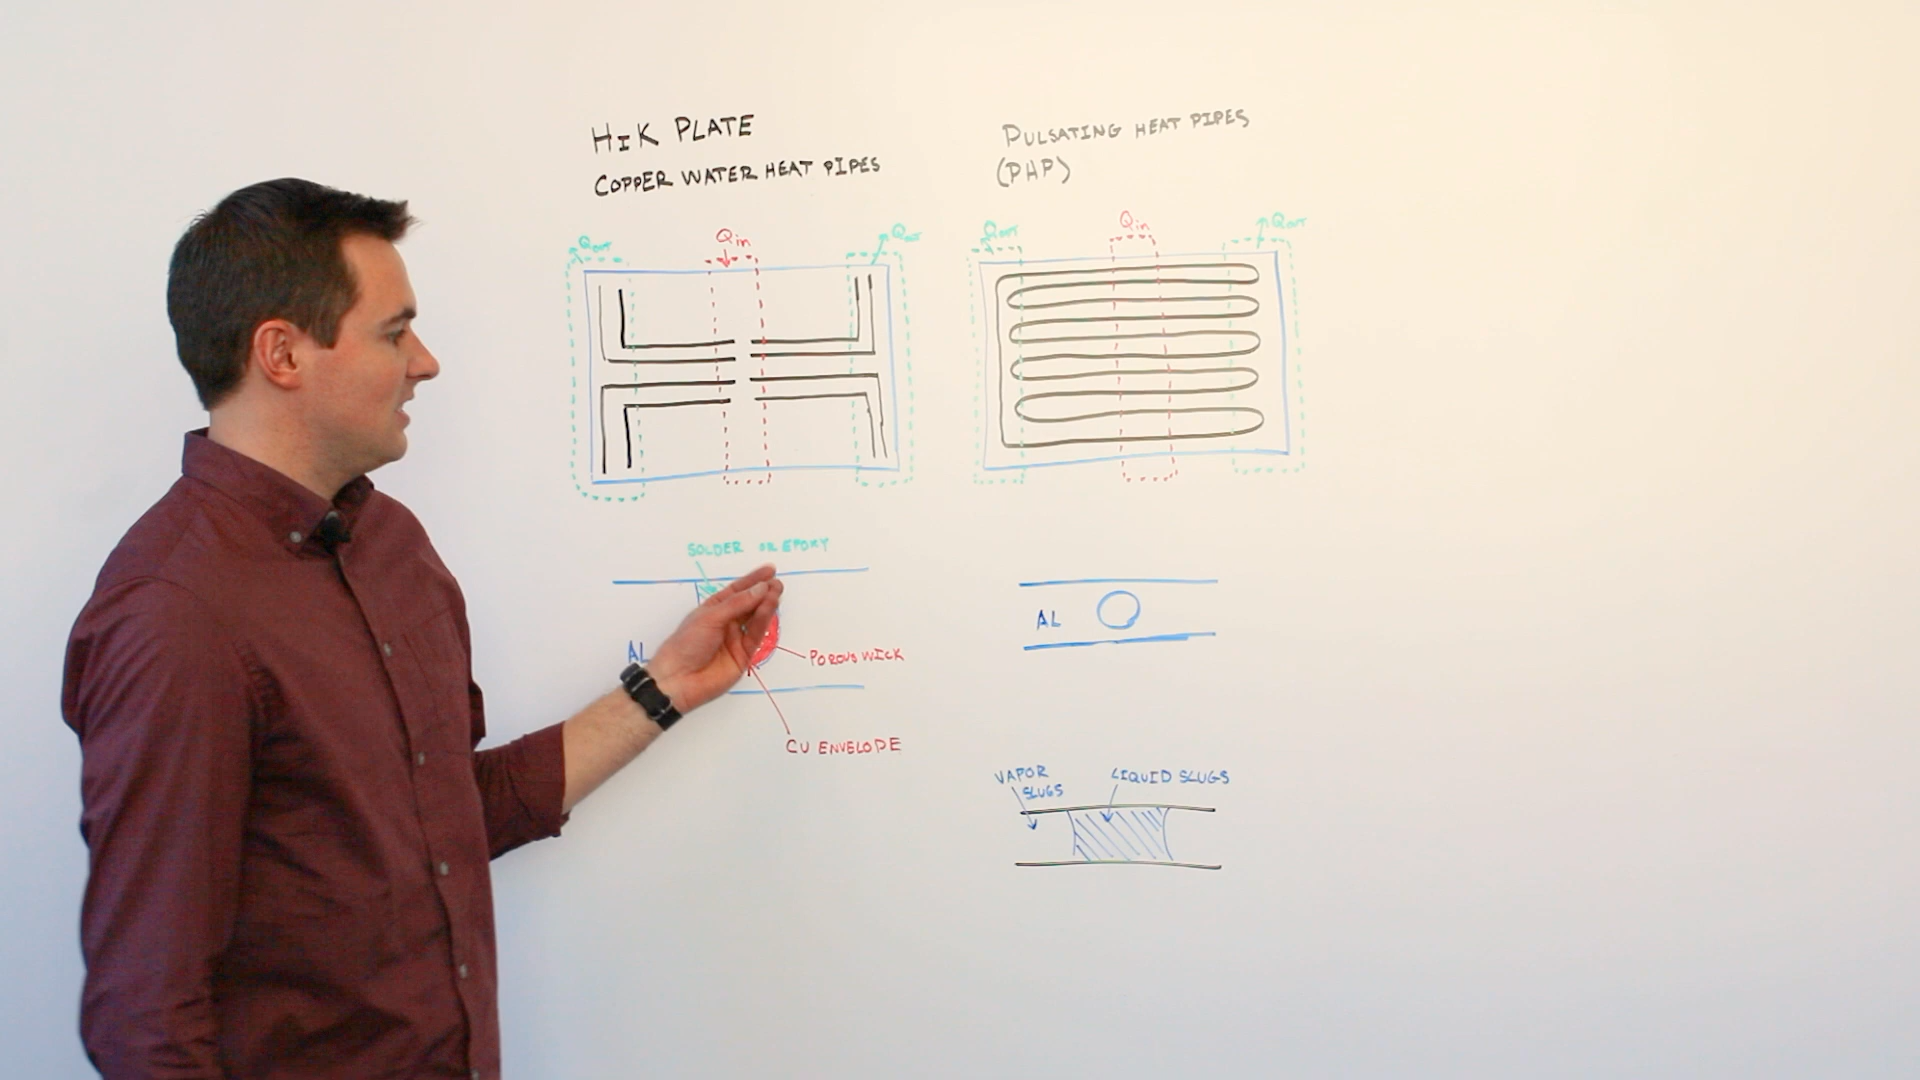 HIK PLATE
COPPER WATER HEAT PIPES
QOUT
Qin
QOUT
SOLDER OR EPOXY
AL
POROUS WICK
CU ENVELOPE
PULSATING HEAT PIPES
(PHP)
QOUT
Qin
QOUT
AL
VAPOR
SLUGS
LIQUID SLUGS